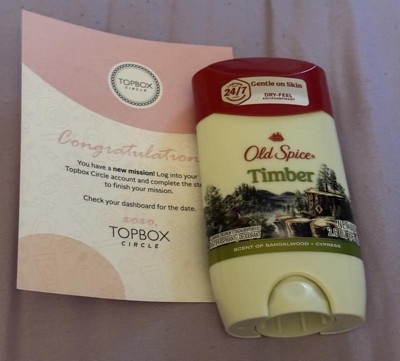 TOPBOX
CIRCLE
Congratulation
You have a new mission! Log into your
Topbox Circle account and complete the
to finish your mission.
Check your dashboard for the date.
xoxo,
TOPBOX
CIRCLE
24/7
Gentle on Skin
DRY-FEEL
Old Spice
Timber
SCENT OF SANDALWOOD + CYPRESS